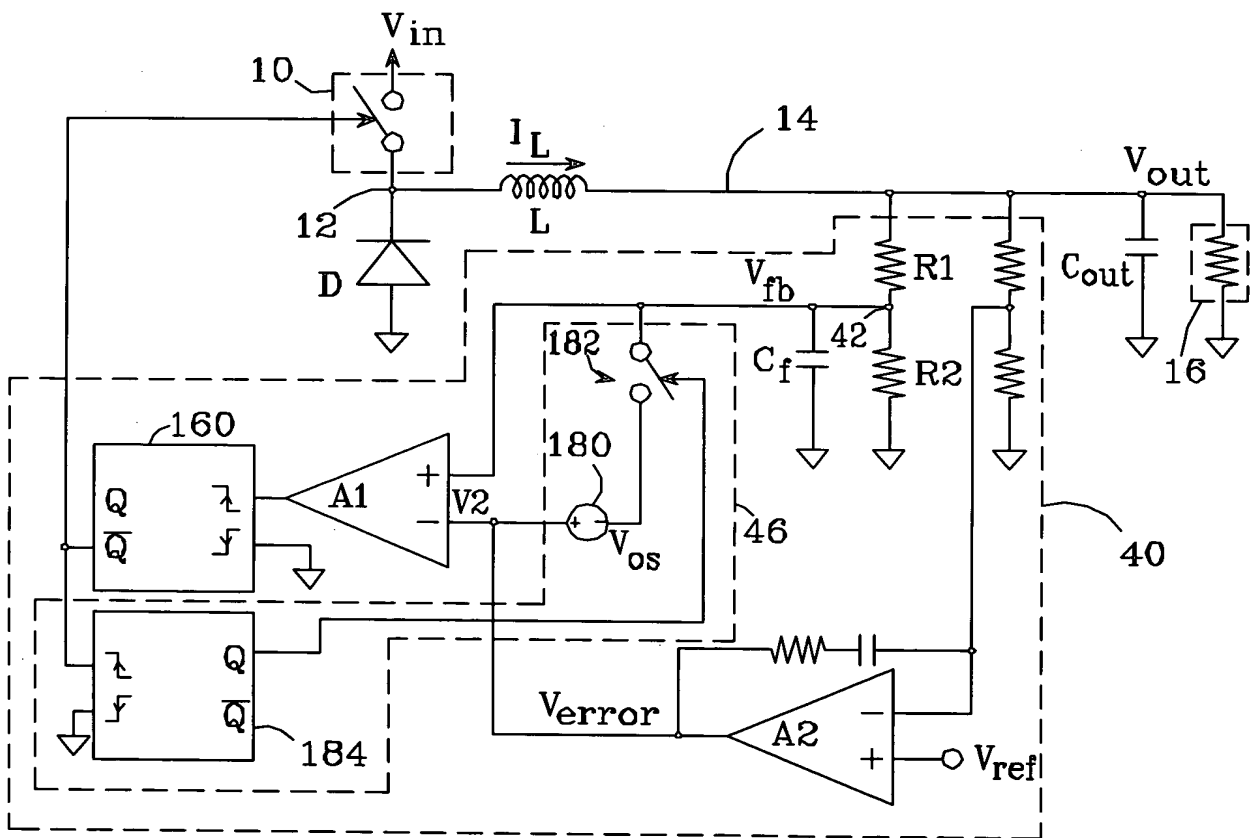 Vin
10
IL
14
Vout
12
L
D
Vfb
R1
Cout
42
182
Cf
R2
16
160
180
Q
A1
+
V2
−
+
−
46
Q̅
Vos
40
Q
Verror
−
A2
Q̅
+
Vref
184